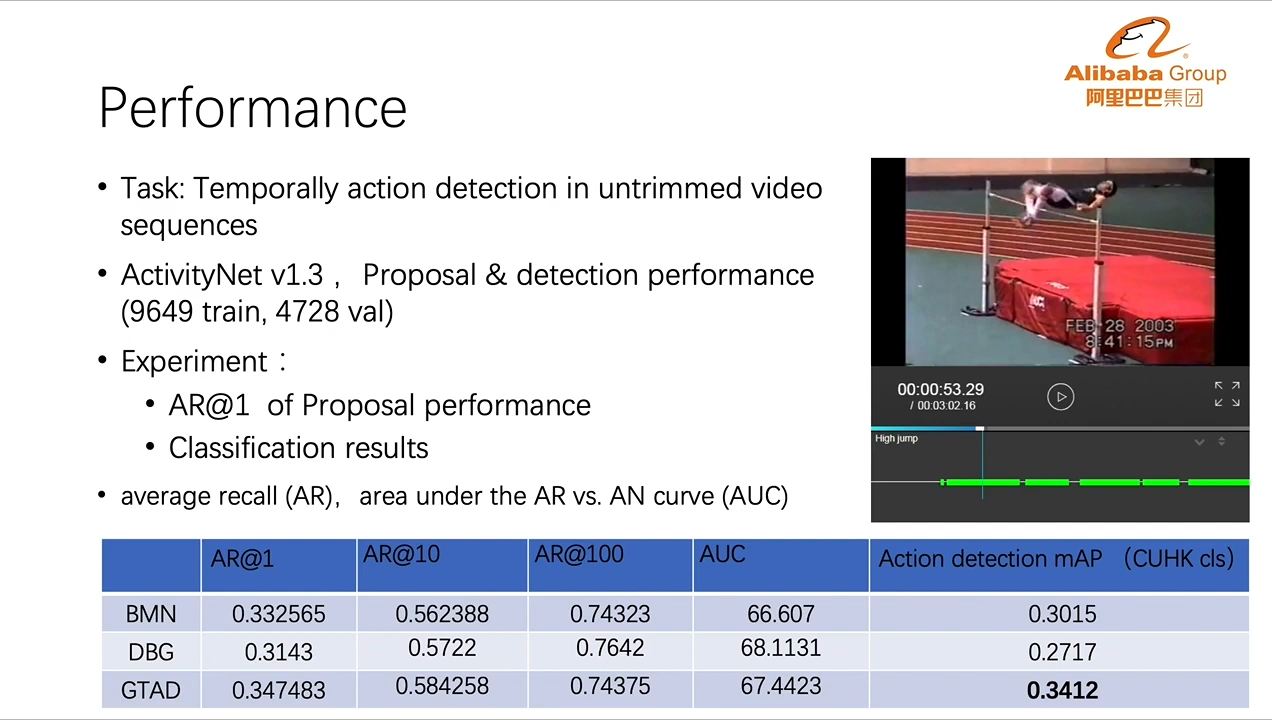 Alibaba Group
阿里巴巴集团
Performance
• Task: Temporally action detection in untrimmed video
sequences
• ActivityNet v1.3 ， Proposal & detection performance
(9649 train, 4728 val)
• Experiment：
• AR@1 of Proposal performance
• Classification results
• average recall (AR)， area under the AR vs. AN curve (AUC)
FEB 28 2003
8:41:15PM
00:00:53.29
/ 00:03:02.16
High jump
AR@1 AR@10 AR@100 AUC Action detection mAP （CUHK cls）
BMN 0.332565 0.562388 0.74323 66.607 0.3015
DBG 0.3143 0.5722 0.7642 68.1131 0.2717
GTAD 0.347483 0.584258 0.74375 67.4423 0.3412